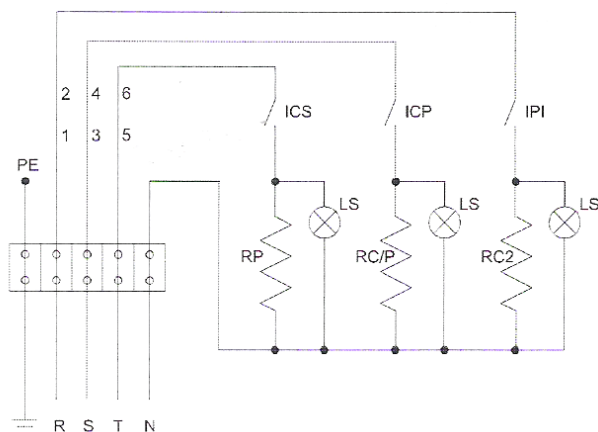 2 4 6
ICS ICP IPI
1 3 5
PE
LS LS LS
RP RC/P RC2
R S T N